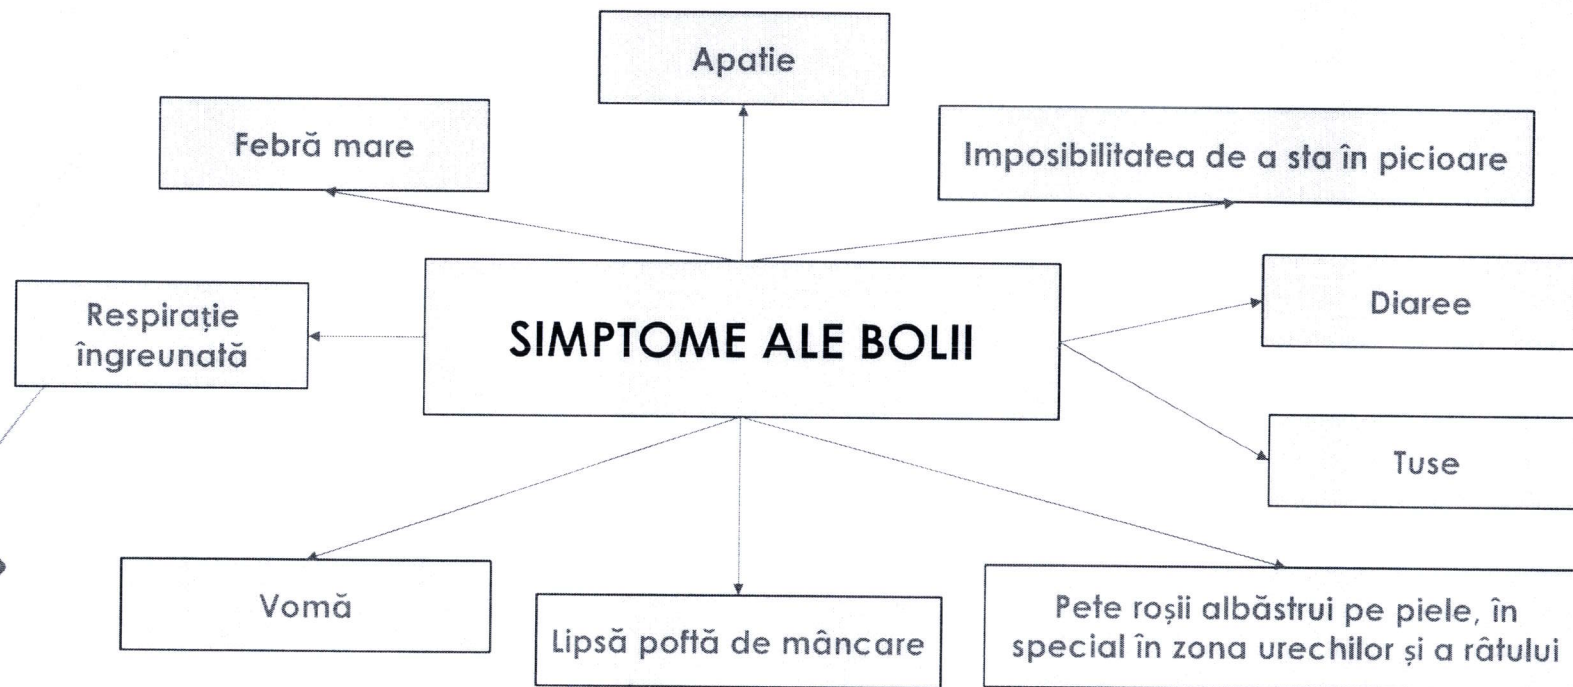 Apatie
Febră mare
Imposibilitatea de a sta în picioare
Respirație
îngreunată
SIMPTOME ALE BOLII
Diaree
Tuse
Vomă
Lipsă poftă de mâncare
Pete roșii albăstrui pe piele, în
special în zona urechilor și a râtului